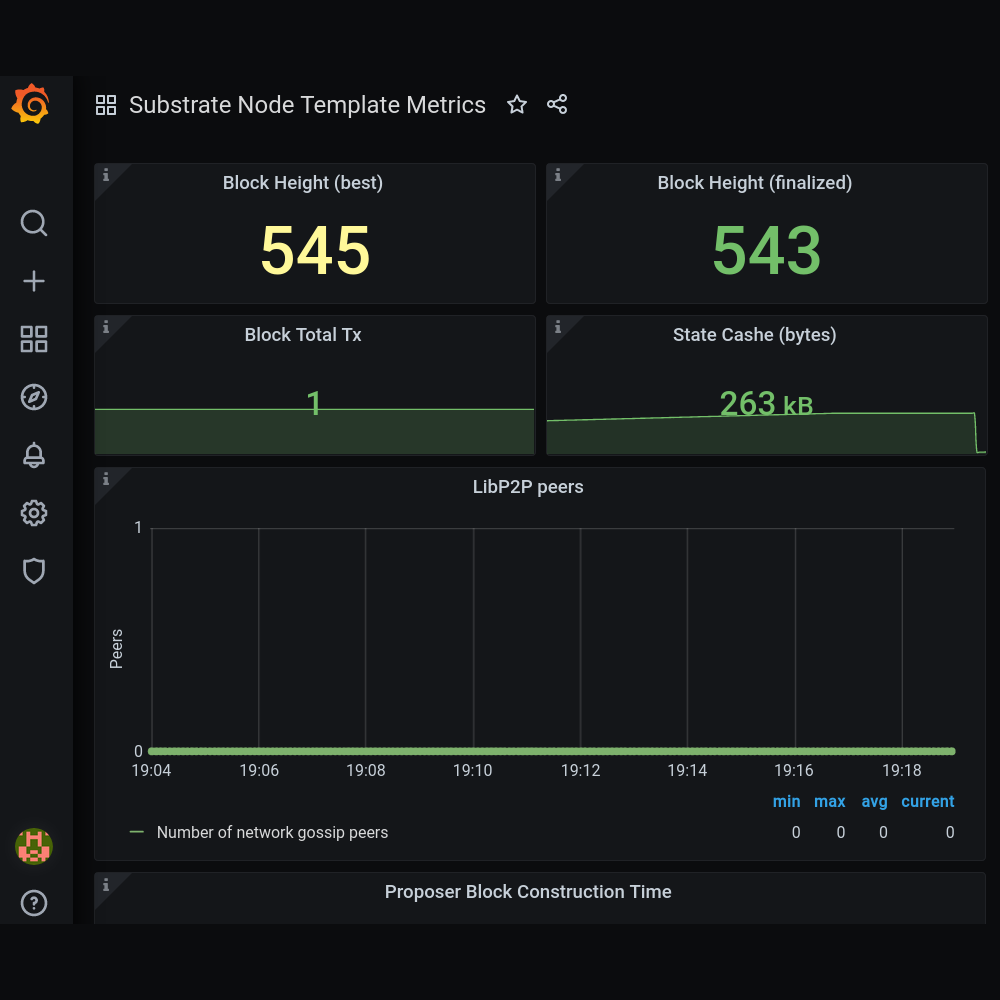 Substrate Node Template Metrics
Block Height (best)
545
Block Height (finalized)
543
Block Total Tx
1
State Cashe (bytes)
263 kB
LibP2P peers
1
Peers
0
19:04 19:06 19:08 19:10 19:12 19:14 19:16 19:18
min max avg current
Number of network gossip peers 0 0 0 0
Proposer Block Construction Time